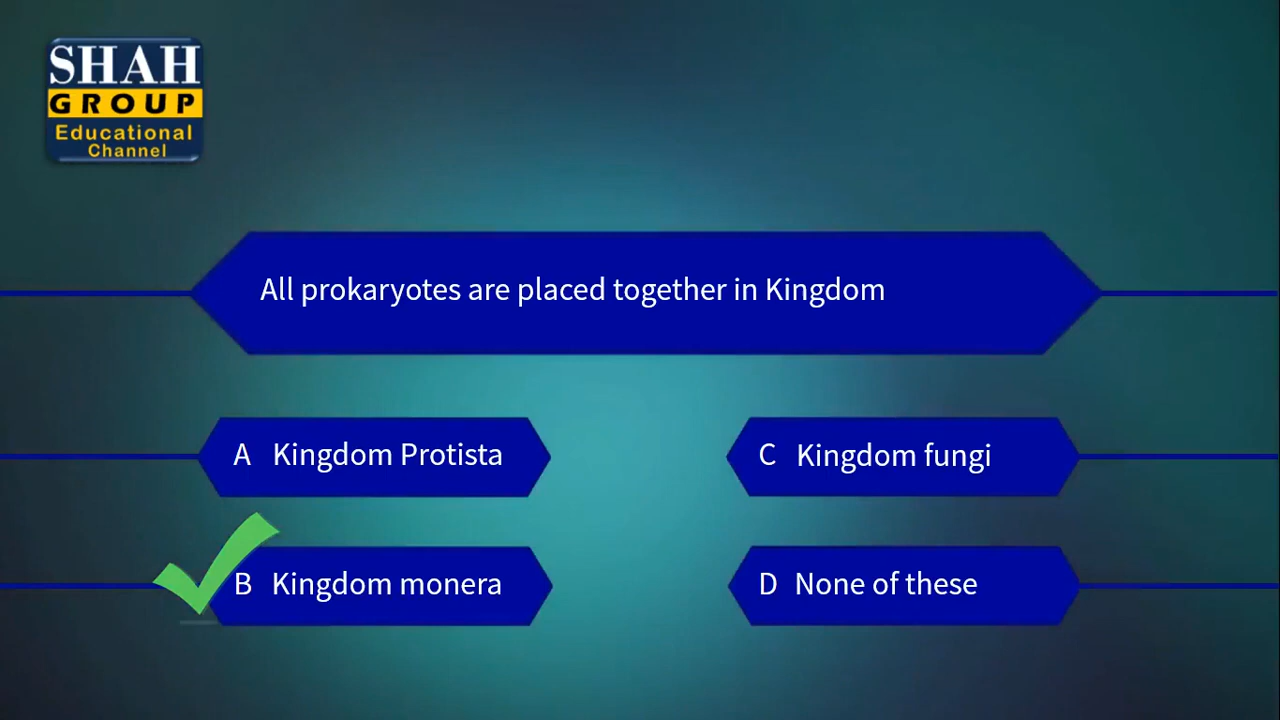 SHAH
GROUP
Educational
Channel
All prokaryotes are placed together in Kingdom
A Kingdom Protista
C Kingdom fungi
B Kingdom monera
D None of these